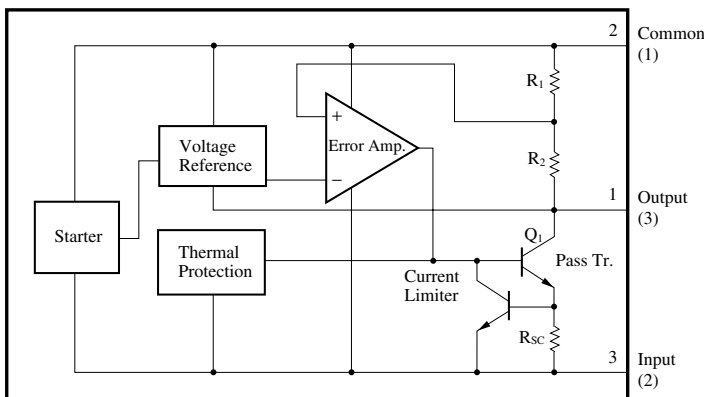 2 Common
(1)
R1
+
Error Amp.
−
Voltage
Reference
R2
1 Output
(3)
Starter
Thermal
Protection
Q1
Pass Tr.
Current
Limiter
RSC
3 Input
(2)